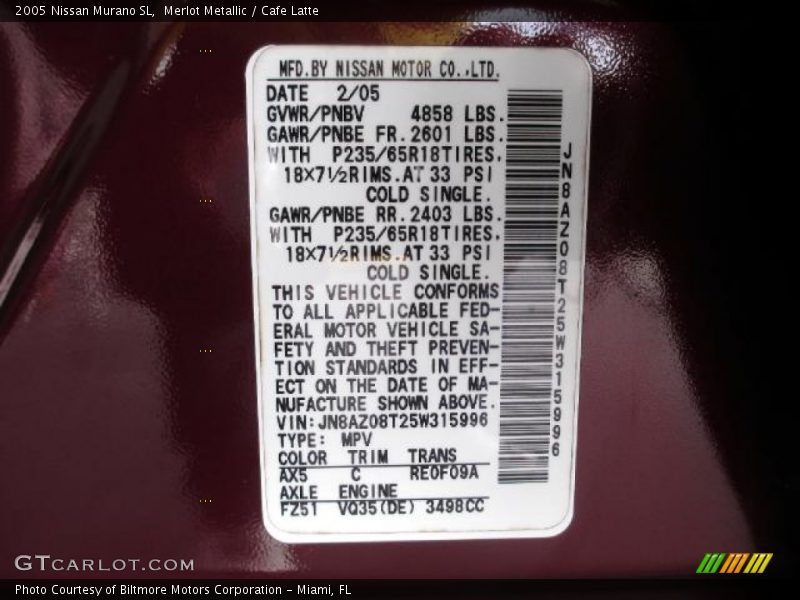 2005 Nissan Murano SL,  Merlot Metallic / Cafe Latte
MFD.BY NISSAN MOTOR CO.,LTD.
DATE 2/05
GVWR/PNBV 4858 LBS.
GAWR/PNBE FR. 2601 LBS.
WITH P235/65R18TIRES.
18X7½RIMS.AT 33 PSI
COLD SINGLE.
GAWR/PNBE RR. 2403 LBS.
WITH P235/65R18TIRES.
18X7½RIMS.AT 33 PSI
COLD SINGLE.
THIS VEHICLE CONFORMS
TO ALL APPLICABLE FED-
ERAL MOTOR VEHICLE SA-
FETY AND THEFT PREVEN-
TION STANDARDS IN EFF-
ECT ON THE DATE OF MA-
NUFACTURE SHOWN ABOVE.
VIN:JN8AZ08T25W315996
TYPE: MPV
COLOR TRIM TRANS
AX5 C RE0F09A
AXLE ENGINE
FZ51 VQ35(DE) 3498CC
JN8AZ08T25W315996
GTCARLOT.COM
Photo Courtesy of Biltmore Motors Corporation - Miami, FL